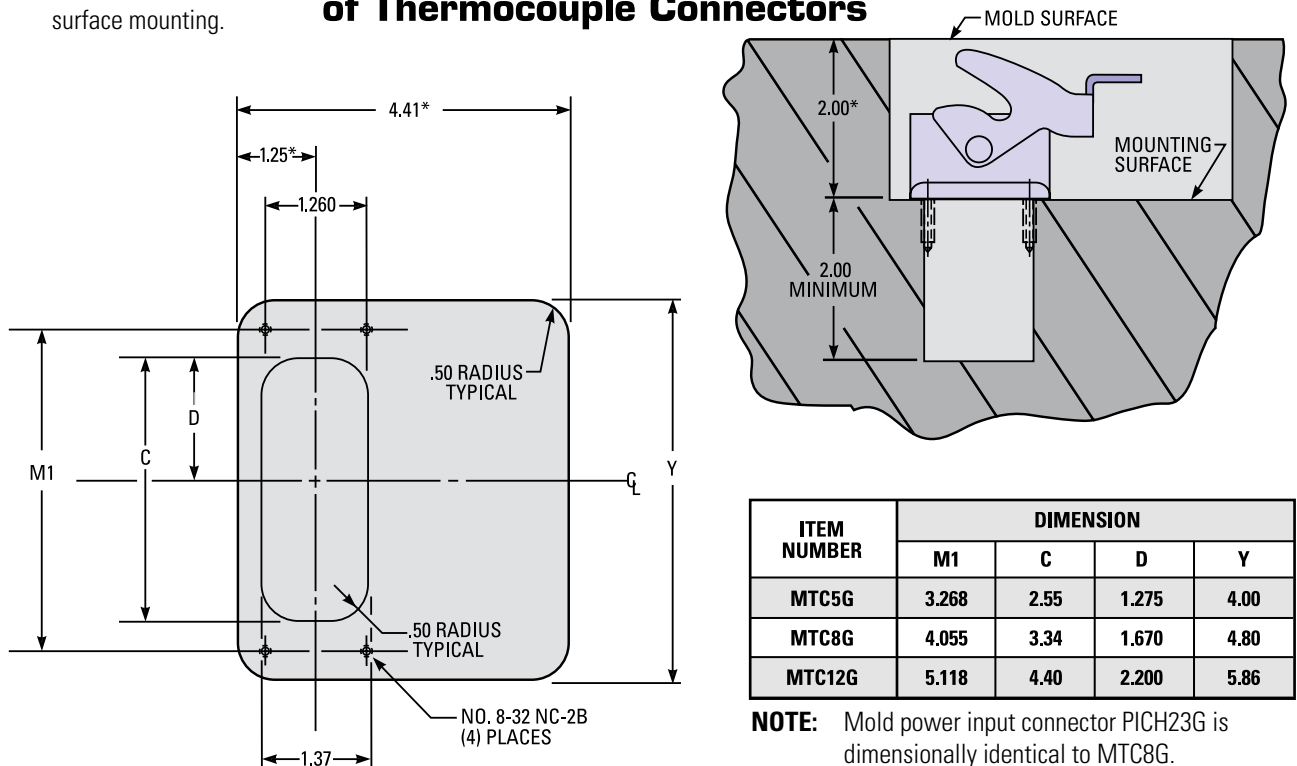 surface mounting.
of Thermocouple Connectors
4.41*
1.25*
1.260
.50 RADIUS
TYPICAL
D
C
M1
Y
CL
.50 RADIUS
TYPICAL
NO. 8-32 NC-2B
(4) PLACES
1.37
MOLD SURFACE
2.00*
MOUNTING
SURFACE
2.00
MINIMUM
ITEM NUMBER DIMENSION
M1 C D Y
MTC5G 3.268 2.55 1.275 4.00
MTC8G 4.055 3.34 1.670 4.80
MTC12G 5.118 4.40 2.200 5.86
NOTE: Mold power input connector PICH23G is
dimensionally identical to MTC8G.